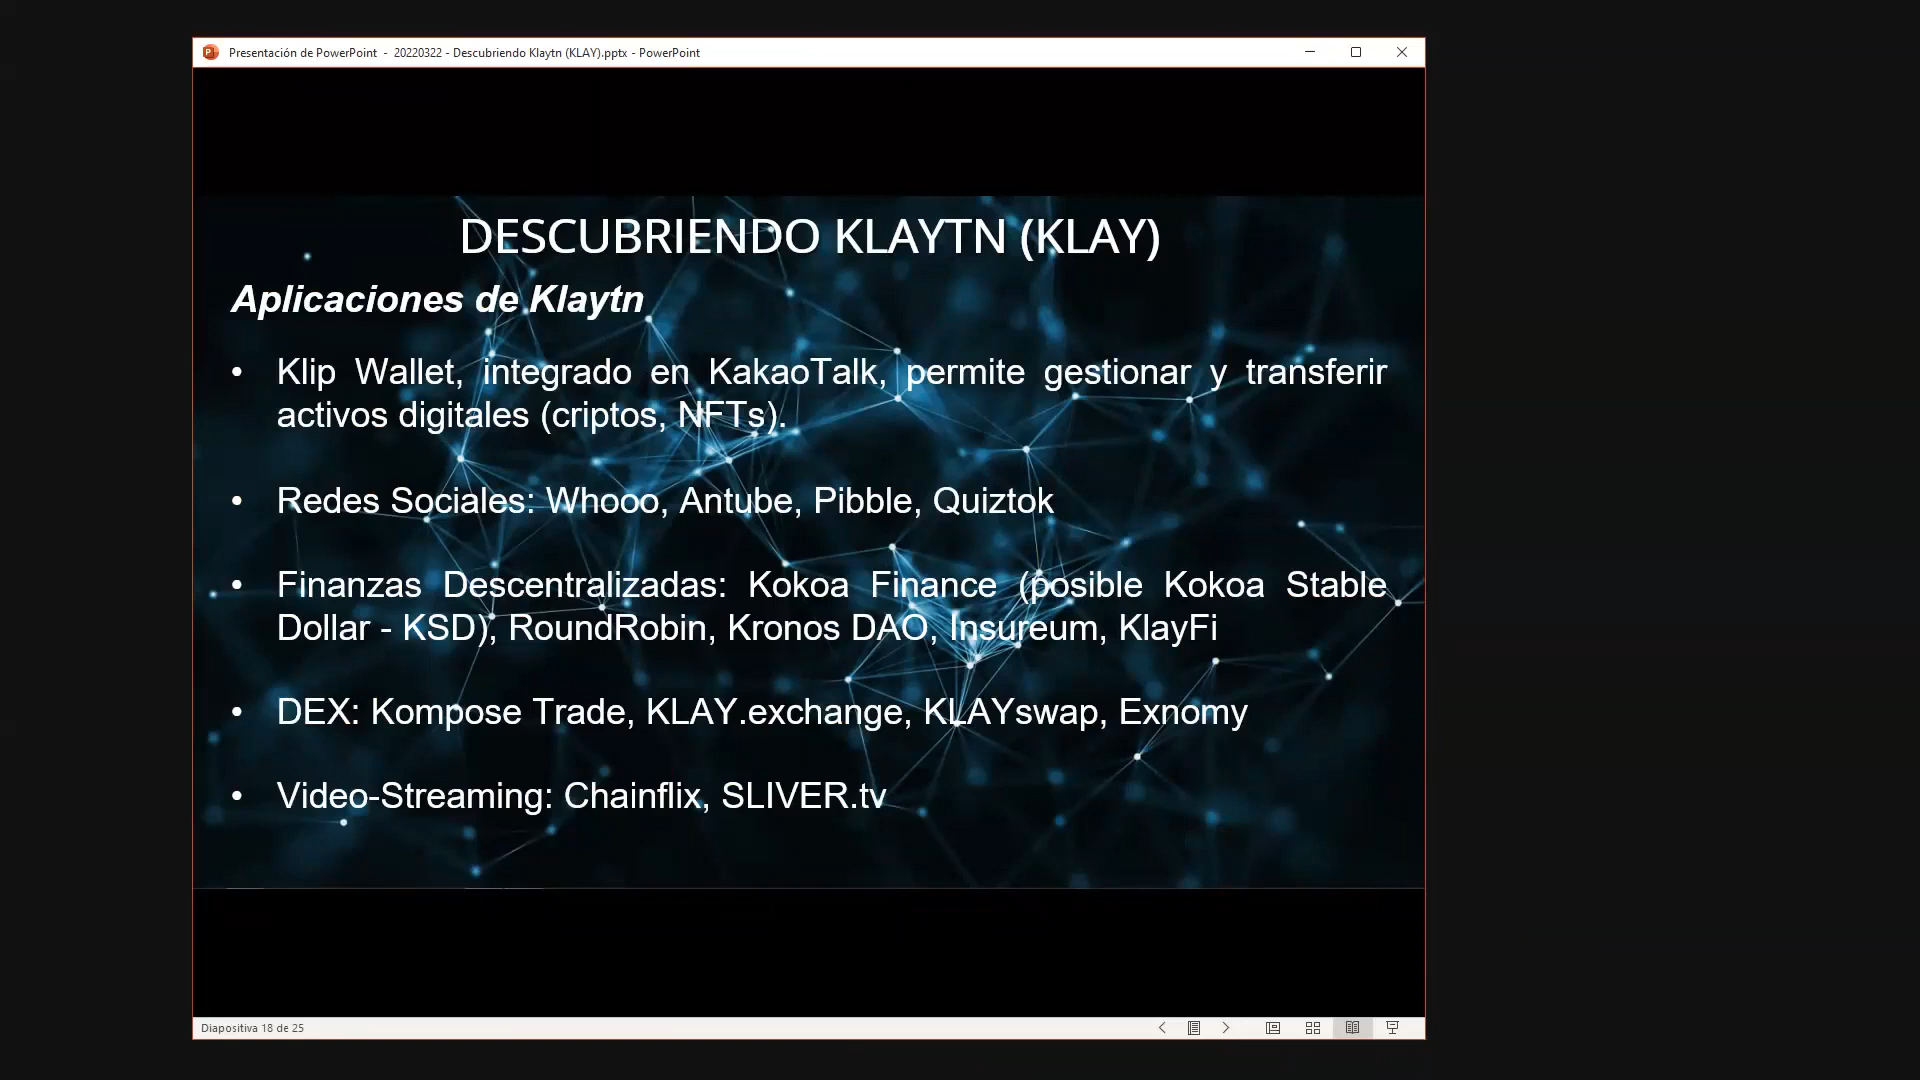 Presentación de PowerPoint - 20220322 - Descubriendo Klaytn (KLAY).pptx - PowerPoint
DESCUBRIENDO KLAYTN (KLAY)
Aplicaciones de Klaytn
• Klip Wallet, integrado en KakaoTalk, permite gestionar y transferir
activos digitales (criptos, NFTs).
• Redes Sociales: Whooo, Antube, Pibble, Quiztok
• Finanzas Descentralizadas: Kokoa Finance (posible Kokoa Stable
Dollar - KSD), RoundRobin, Kronos DAO, Insureum, KlayFi
• DEX: Kompose Trade, KLAY.exchange, KLAYswap, Exnomy
• Video-Streaming: Chainflix, SLIVER.tv
Diapositiva 18 de 25